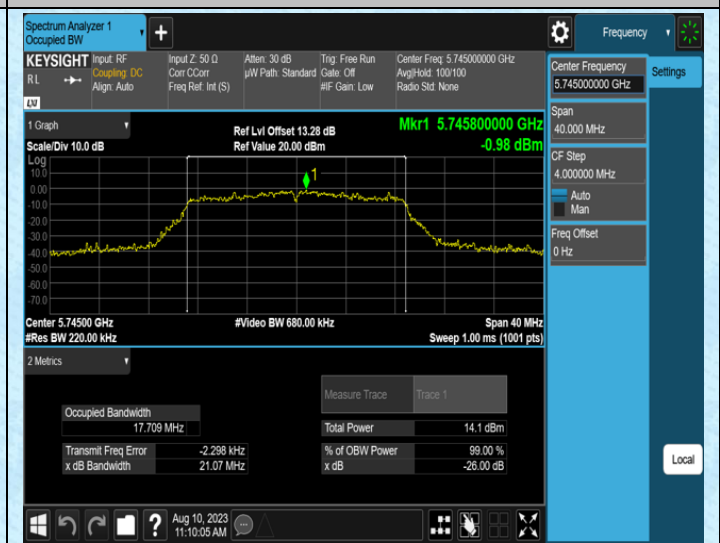 Spectrum Analyzer 1
Occupied BW
Frequency
KEYSIGHT
RL
LXI
Input: RF
Coupling: DC
Align: Auto
Input Z: 50 Ω
Corr CCorr
Freq Ref: Int (S)
Atten: 30 dB
µW Path: Standard
Trig: Free Run
Gate: Off
#IF Gain: Low
Center Freq: 5.745000000 GHz
Avg|Hold: 100/100
Radio Std: None
Center Frequency
5.745000000 GHz
Settings
Span
40.000 MHz
CF Step
4.000000 MHz
Auto
Man
Freq Offset
0 Hz
Local
1 Graph
Scale/Div 10.0 dB
Ref Lvl Offset 13.28 dB
Ref Value 20.00 dBm
Mkr1 5.745800000 GHz
-0.98 dBm
Log
10.0
0.00
-10.0
-20.0
-30.0
-40.0
-50.0
-60.0
-70.0
1
Center 5.74500 GHz
#Res BW 220.00 kHz
#Video BW 680.00 kHz
Span 40 MHz
Sweep 1.00 ms (1001 pts)
2 Metrics
Measure Trace Trace 1
Occupied Bandwidth
17.709 MHz
Total Power 14.1 dBm
Transmit Freq Error -2.298 kHz
% of OBW Power 99.00 %
x dB Bandwidth 21.07 MHz
x dB -26.00 dB
?
Aug 10, 2023
11:10:05 AM